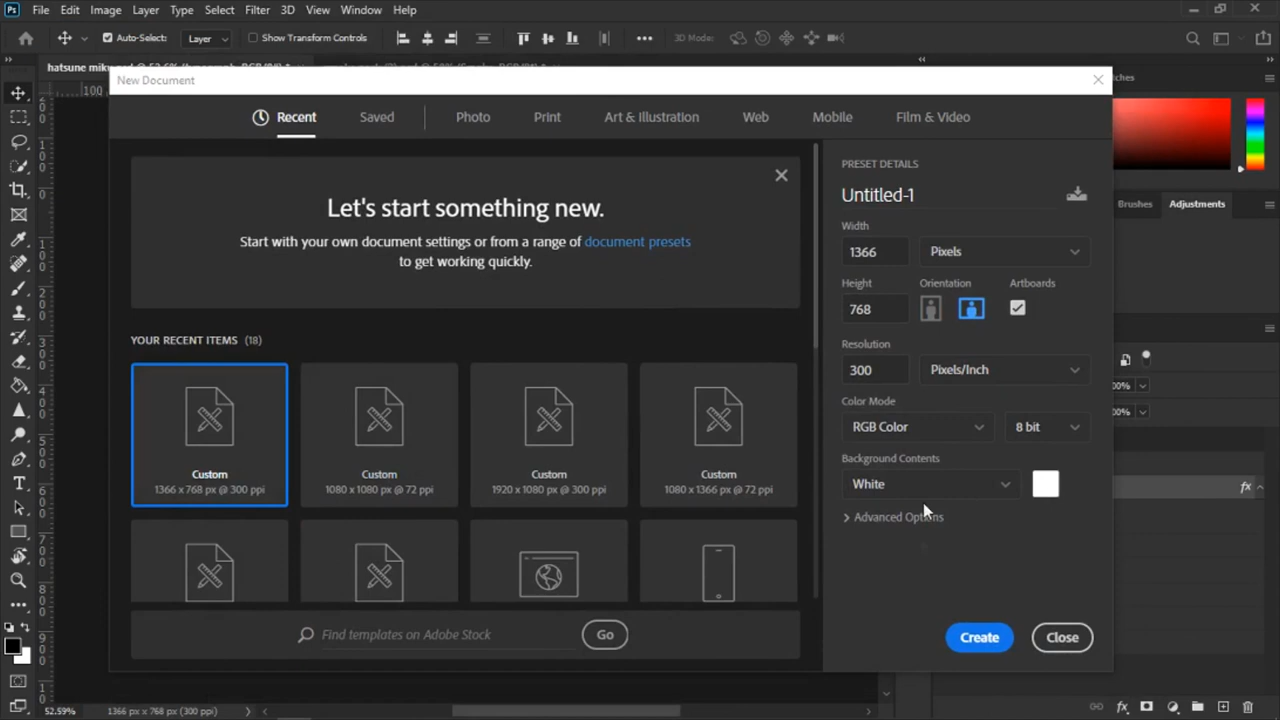 Ps File Edit Image Layer Type Select Filter 3D View Window Help
Auto-Select: Layer Show Transform Controls 3D Mode:
New Document
Recent Saved Photo Print Art & Illustration Web Mobile Film & Video
Let's start something new.
Start with your own document settings or from a range of document presets
to get working quickly.
YOUR RECENT ITEMS (18)
Custom
1366 x 768 px @ 300 ppi
Custom
1080 x 1080 px @ 72 ppi
Custom
1920 x 1080 px @ 300 ppi
Custom
1080 x 1366 px @ 72 ppi
Find templates on Adobe Stock
Go
PRESET DETAILS
Untitled-1
Width
1366 Pixels
Height Orientation Artboards
768
Resolution
300 Pixels/Inch
Color Mode
RGB Color 8 bit
Background Contents
White
Advanced Options
Create Close
Brushes Adjustments
fx
52.59% 1366 px x 768 px (300 ppi)